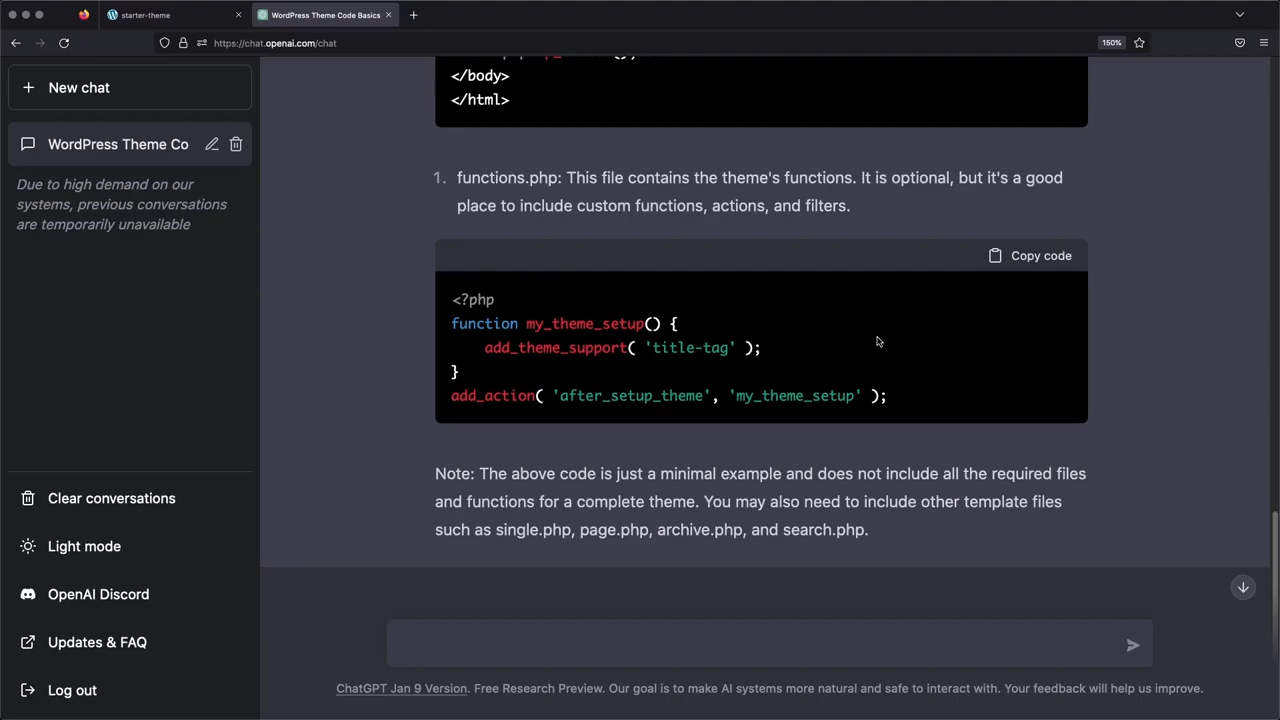 starter-theme
WordPress Theme Code Basics
https://chat.openai.com/chat
150%
New chat
WordPress Theme Co
Due to high demand on our
systems, previous conversations
are temporarily unavailable
Clear conversations
Light mode
OpenAI Discord
Updates & FAQ
Log out
</body>
</html>
1. functions.php: This file contains the theme's functions. It is optional, but it's a good
place to include custom functions, actions, and filters.
Copy code
<?php
function my_theme_setup() {
    add_theme_support( 'title-tag' );
}
add_action( 'after_setup_theme', 'my_theme_setup' );
Note: The above code is just a minimal example and does not include all the required files
and functions for a complete theme. You may also need to include other template files
such as single.php, page.php, archive.php, and search.php.
ChatGPT Jan 9 Version. Free Research Preview. Our goal is to make AI systems more natural and safe to interact with. Your feedback will help us improve.